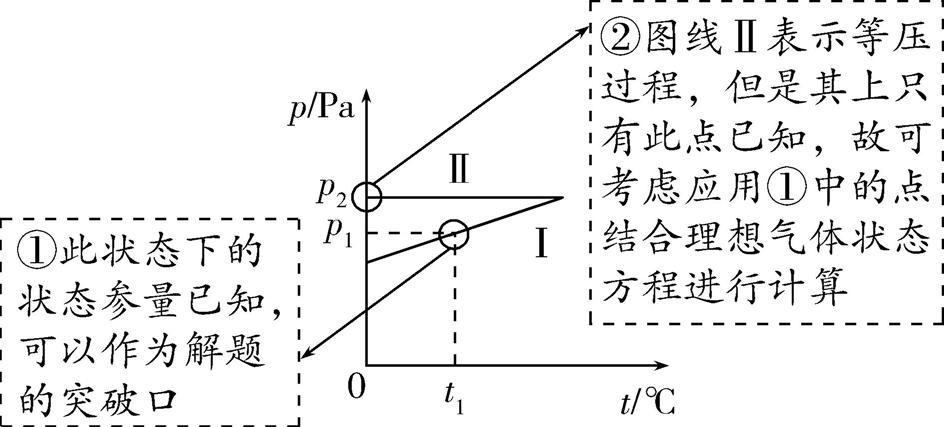 ②图线Ⅱ表示等压
过程，但是其上只
有此点已知，故可
考虑应用①中的点
结合理想气体状态
方程进行计算
p/Pa
Ⅱ
p₂
p₁
Ⅰ
①此状态下的
状态参量已知，
可以作为解题
的突破口
0
t₁
t/℃